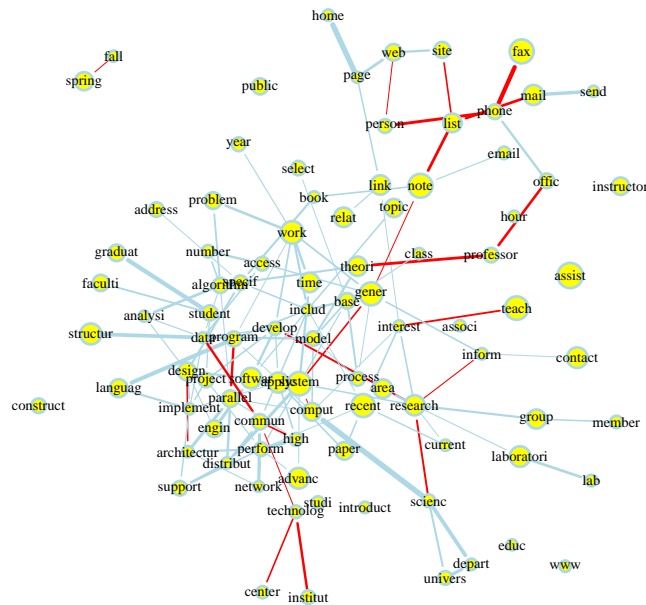 home
fax
web
site
fall
page
spring
public
mail
send
phone
person
list
year
email
select
note
link
offic
instructor
book
problem
relat
topic
address
hour
work
number
class
professor
graduat
access
theori
assist
faculti
algorithm
specif
time
gener
base
teach
analysi
student
includ
interest
associ
structur
data
program
develop
model
inform
contact
design
project
softwar
applic
system
process
area
languag
parallel
construct
implement
comput
recent
research
group
member
engin
commun
high
architectur
perform
paper
current
laboratori
distribut
support
network
advanc
lab
studi
introduct
scienc
technolog
educ
depart
www
univers
center
institut